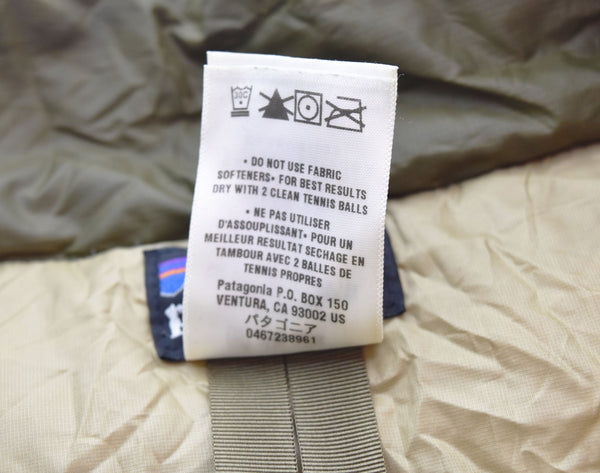 30C
• DO NOT USE FABRIC
SOFTENERS• FOR BEST RESULTS
DRY WITH 2 CLEAN TENNIS BALLS
• NE PAS UTILISER
D'ASSOUPLISSANT• POUR UN
MEILLEUR RESULTAT SECHAGE EN
TAMBOUR AVEC 2 BALLES DE
TENNIS PROPRES
Patagonia P.O. BOX 150
VENTURA, CA 93002 US
パタゴニア
0467238961